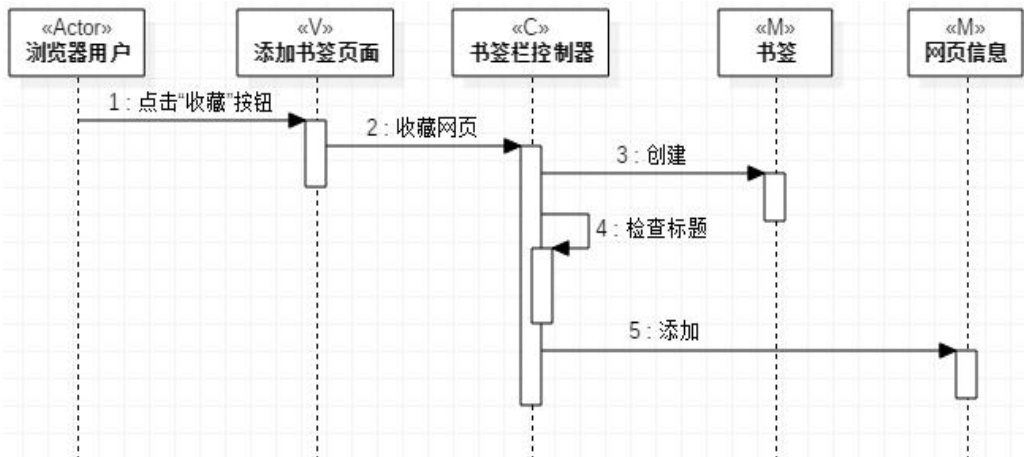 «Actor»
浏览器用户
«V»
添加书签页面
«C»
书签栏控制器
«M»
书签
«M»
网页信息
1 : 点击“收藏”按钮
2 : 收藏网页
3 : 创建
4 : 检查标题
5 : 添加